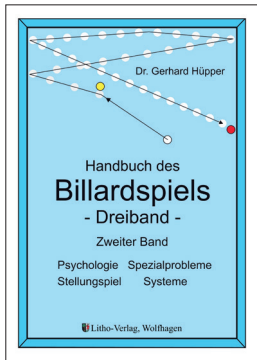 Dr. Gerhard Hüpper
Handbuch des
Billardspiels
- Dreiband -
Zweiter Band
Psychologie Spezialprobleme
Stellungspiel Systeme
Litho-Verlag, Wolfhagen